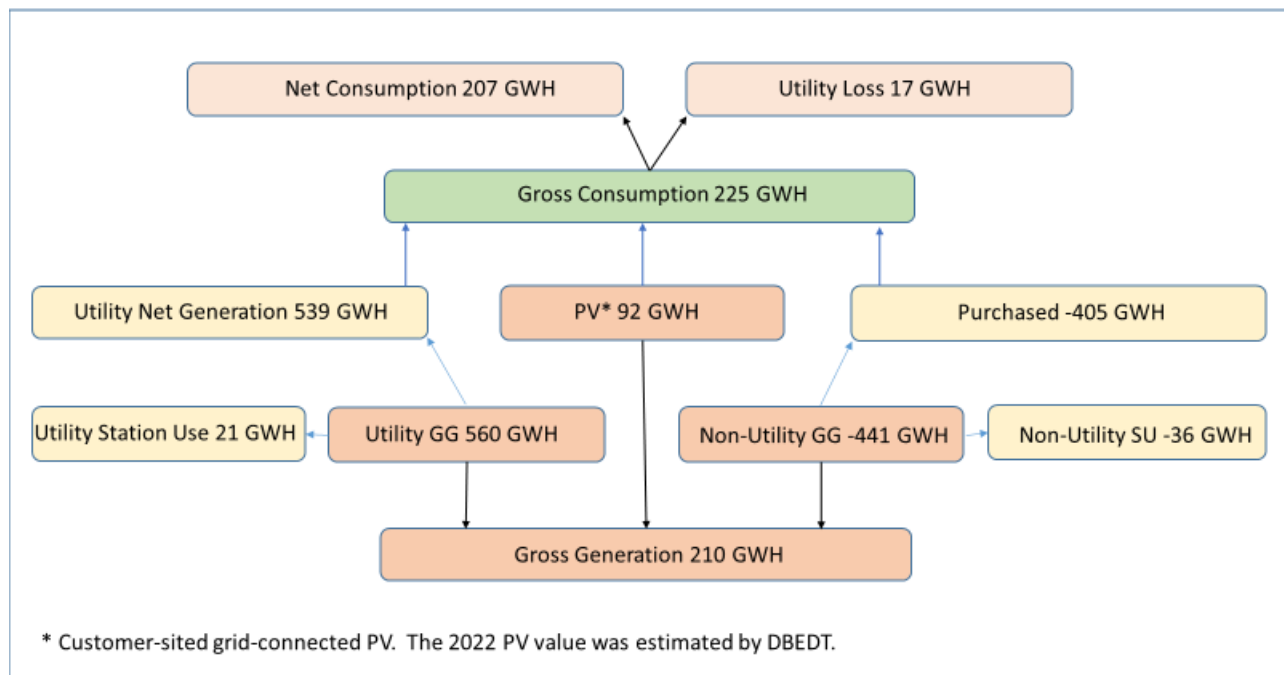 Net Consumption 207 GWH
Utility Loss 17 GWH
Gross Consumption 225 GWH
Utility Net Generation 539 GWH
PV* 92 GWH
Purchased -405 GWH
Utility Station Use 21 GWH
Utility GG 560 GWH
Non-Utility GG -441 GWH
Non-Utility SU -36 GWH
Gross Generation 210 GWH
* Customer-sited grid-connected PV.  The 2022 PV value was estimated by DBEDT.